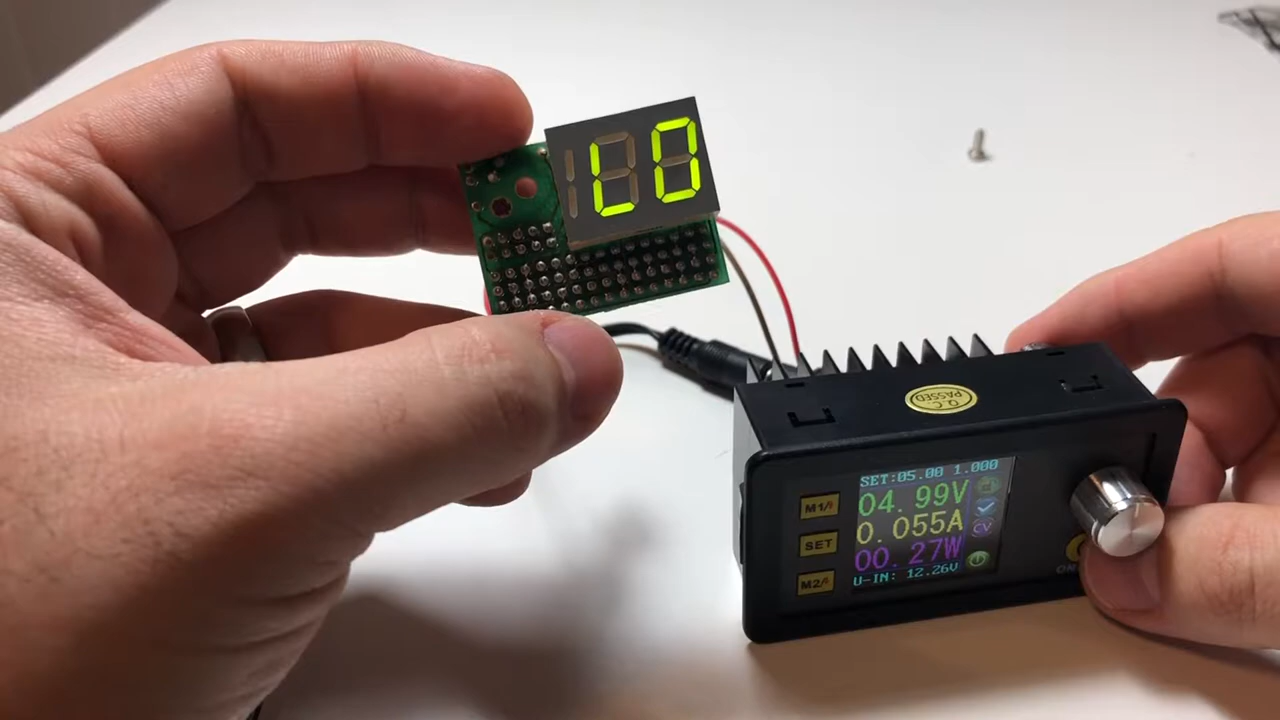 LO
Q.C.
PASSED
SET:05.00 1.000
04.99V
0.055A
00.27W
U-IN: 12.26V
CV
M1/
SET
M2/
ON